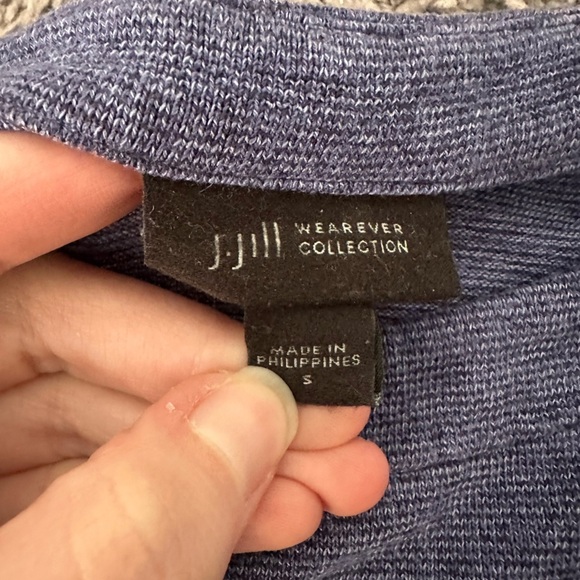 J.Jill WEAREVER
COLLECTION
MADE IN
PHILIPPINES
S